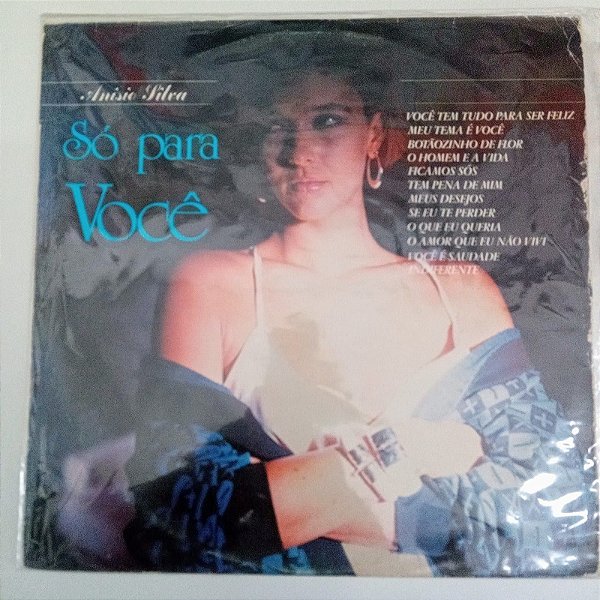 Anisio Silva
Só para
Você
VOCÊ TEM TUDO PARA SER FELIZ
MEU TEMA É VOCÊ
BOTÃOZINHO DE FLOR
O HOMEM E A VIDA
FICAMOS SÓS
TEM PENA DE MIM
MEUS DESEJOS
SE EU TE PERDER
O QUE EU QUERIA
O AMOR QUE EU NÃO VIVI
VOCÊ É SAUDADE
INDIFERENTE